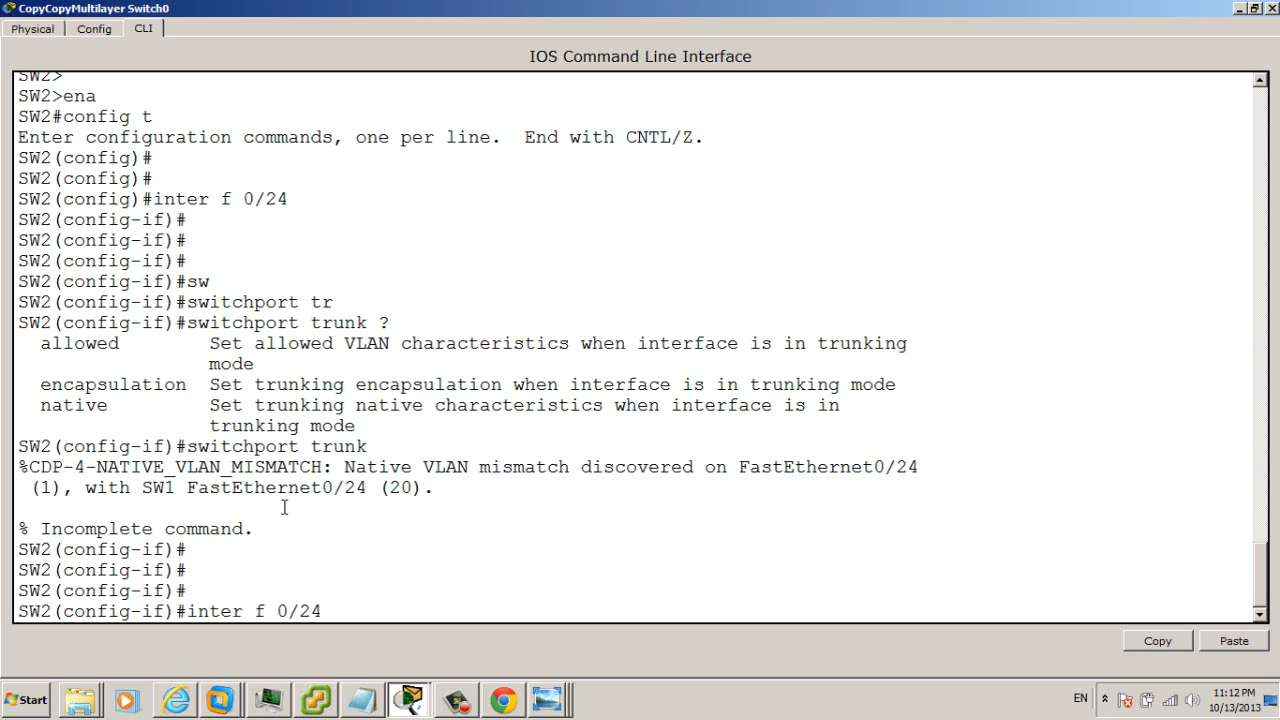 CopyCopyMultilayer Switch0
Physical Config CLI
IOS Command Line Interface
SW2>
SW2>ena
SW2#config t
Enter configuration commands, one per line.  End with CNTL/Z.
SW2(config)#
SW2(config)#
SW2(config)#inter f 0/24
SW2(config-if)#
SW2(config-if)#
SW2(config-if)#
SW2(config-if)#sw
SW2(config-if)#switchport tr
SW2(config-if)#switchport trunk ?
allowed        Set allowed VLAN characteristics when interface is in trunking
mode
encapsulation  Set trunking encapsulation when interface is in trunking mode
native         Set trunking native characteristics when interface is in
trunking mode
SW2(config-if)#switchport trunk
%CDP-4-NATIVE_VLAN_MISMATCH: Native VLAN mismatch discovered on FastEthernet0/24
(1), with SW1 FastEthernet0/24 (20).
% Incomplete command.
SW2(config-if)#
SW2(config-if)#
SW2(config-if)#
SW2(config-if)#inter f 0/24
Copy Paste
Start EN 11:12 PM
10/13/2013